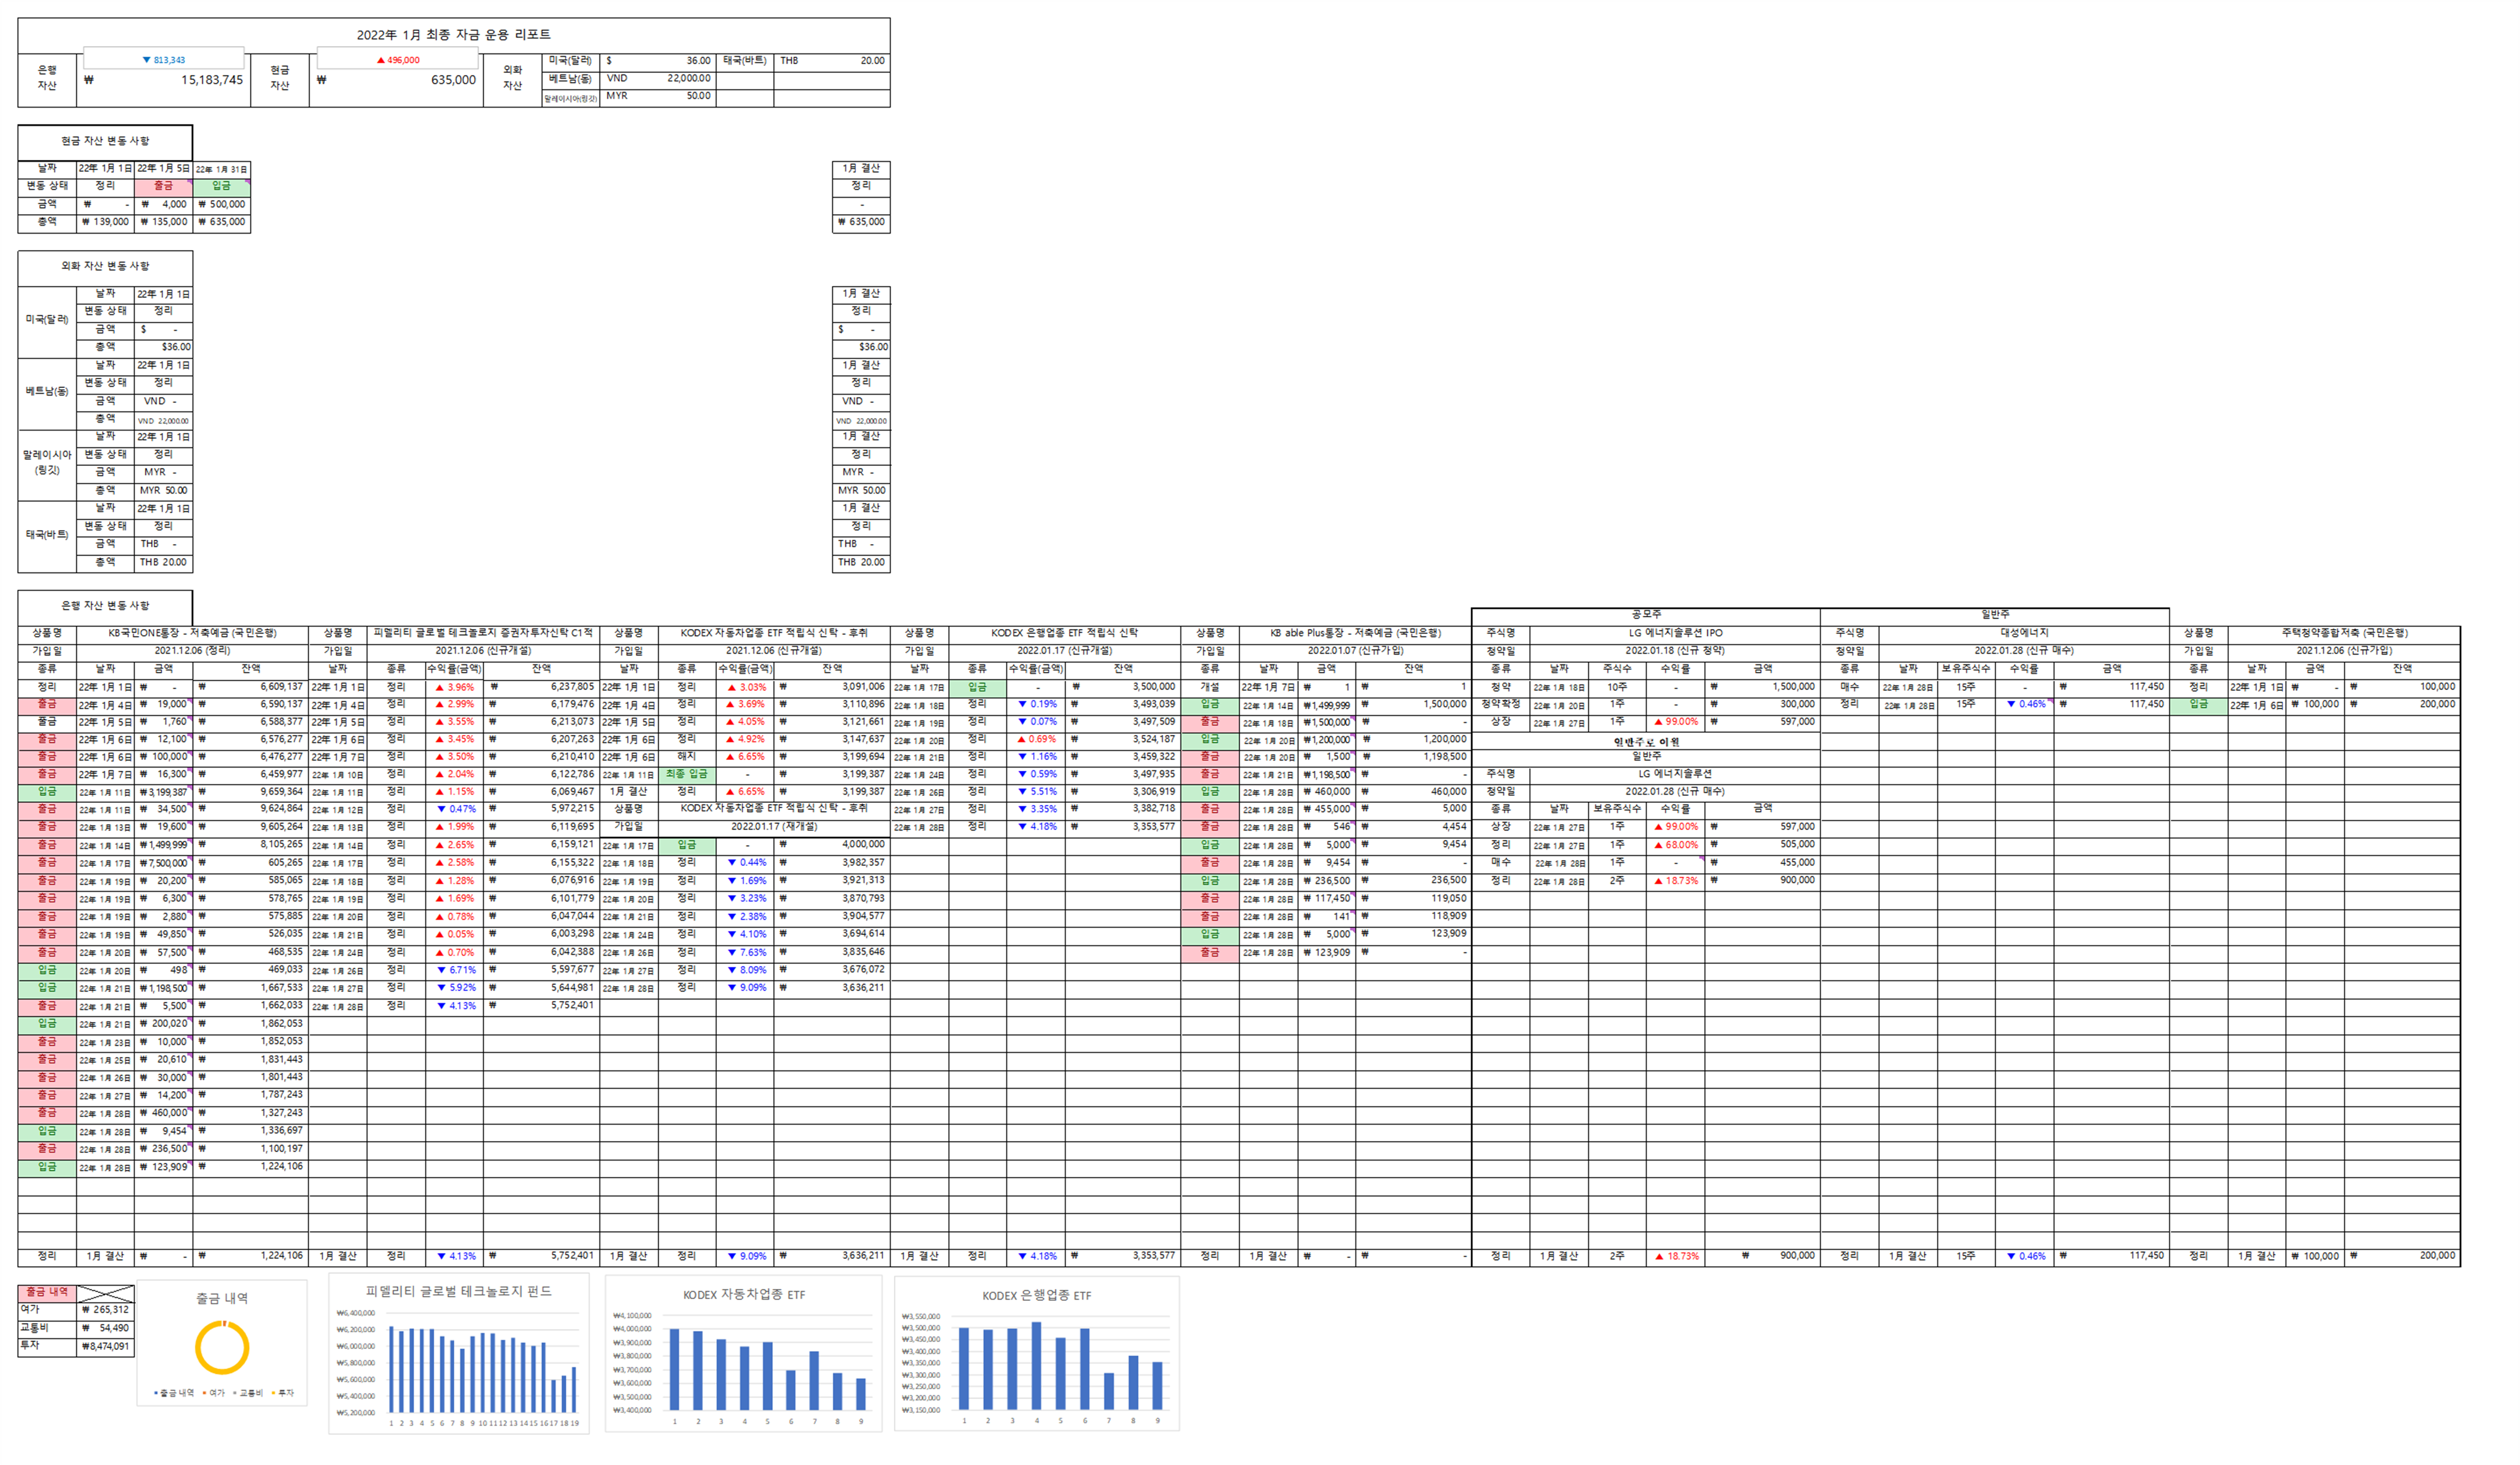 2022年 1月 최종 자금 운용 리포트
은행 자산 ▼ 813,343 ₩ 15,183,745 현금 자산 ▲ 496,000 ₩ 635,000 외화 자산
미국(달러) $ 36.00 태국(바트) THB 20.00
베트남(동) VND 22,000.00
말레이시아(링깃) MYR 50.00
현금 자산 변동 사항
날짜 22年 1月 1日 22年 1月 5日 22年 1月 31日 1月 결산
변동 상태 정리 출금 입금 정리
금액 ₩ - ₩ 4,000 ₩ 500,000 -
총액 ₩ 139,000 ₩ 135,000 ₩ 635,000 ₩ 635,000
외화 자산 변동 사항
미국(달러)
날짜 22年 1月 1日 1月 결산
변동 상태 정리 정리
금액 $ - $ -
총액 $36.00 $36.00
베트남(동)
날짜 22年 1月 1日 1月 결산
변동 상태 정리 정리
금액 VND - VND -
총액 VND 22,000.00 VND 22,000.00
말레이시아 (링깃)
날짜 22年 1月 1日 1月 결산
변동 상태 정리 정리
금액 MYR - MYR -
총액 MYR 50.00 MYR 50.00
태국(바트)
날짜 22年 1月 1日 1月 결산
변동 상태 정리 정리
금액 THB - THB -
총액 THB 20.00 THB 20.00
은행 자산 변동 사항
상품명 KB국민ONE통장 - 저축예금 (국민은행)
가입일 2021.12.06 (정리)
종류 날짜 금액 잔액
정리 22年 1月 1日 ₩ - ₩ 6,609,137
출금 22年 1月 4日 ₩ 19,000 ₩ 6,590,137
출금 22年 1月 5日 ₩ 1,760 ₩ 6,588,377
출금 22年 1月 6日 ₩ 12,100 ₩ 6,576,277
출금 22年 1月 6日 ₩ 100,000 ₩ 6,476,277
출금 22年 1月 7日 ₩ 16,300 ₩ 6,459,977
입금 22年 1月 11日 ₩3,199,387 ₩ 9,659,364
출금 22年 1月 11日 ₩ 34,500 ₩ 9,624,864
출금 22年 1月 13日 ₩ 19,600 ₩ 9,605,264
출금 22年 1月 14日 ₩1,499,999 ₩ 8,105,265
출금 22年 1月 17日 ₩7,500,000 ₩ 605,265
출금 22年 1月 19日 ₩ 20,200 ₩ 585,065
출금 22年 1月 19日 ₩ 6,300 ₩ 578,765
출금 22年 1月 19日 ₩ 2,880 ₩ 575,885
출금 22年 1月 19日 ₩ 49,850 ₩ 526,035
출금 22年 1月 20日 ₩ 57,500 ₩ 468,535
입금 22年 1月 20日 ₩ 498 ₩ 469,033
입금 22年 1月 21日 ₩1,198,500 ₩ 1,667,533
출금 22年 1月 21日 ₩ 5,500 ₩ 1,662,033
입금 22年 1月 21日 ₩ 200,020 ₩ 1,862,053
출금 22年 1月 23日 ₩ 10,000 ₩ 1,852,053
출금 22年 1月 25日 ₩ 20,610 ₩ 1,831,443
출금 22年 1月 26日 ₩ 30,000 ₩ 1,801,443
출금 22年 1月 27日 ₩ 14,200 ₩ 1,787,243
출금 22年 1月 28日 ₩ 460,000 ₩ 1,327,243
입금 22年 1月 28日 ₩ 9,454 ₩ 1,336,697
출금 22年 1月 28日 ₩ 236,500 ₩ 1,100,197
입금 22年 1月 28日 ₩ 123,909 ₩ 1,224,106
정리 1月 결산 ₩ - ₩ 1,224,106
상품명 피델리티 글로벌 테크놀로지 증권자투자신탁 C1적
가입일 2021.12.06 (신규개설)
날짜 종류 수익률(금액) 잔액
22年 1月 1日 정리 ▲ 3.96% ₩ 6,237,805
22年 1月 4日 정리 ▲ 2.99% ₩ 6,179,476
22年 1月 5日 정리 ▲ 3.55% ₩ 6,213,073
22年 1月 6日 정리 ▲ 3.45% ₩ 6,207,263
22年 1月 7日 정리 ▲ 3.50% ₩ 6,210,410
22年 1月 10日 정리 ▲ 2.04% ₩ 6,122,786
22年 1月 11日 정리 ▲ 1.15% ₩ 6,069,467
22年 1月 12日 정리 ▼ 0.47% ₩ 5,972,215
22年 1月 13日 정리 ▲ 1.99% ₩ 6,119,695
22年 1月 14日 정리 ▲ 2.65% ₩ 6,159,121
22年 1月 17日 정리 ▲ 2.58% ₩ 6,155,322
22年 1月 18日 정리 ▲ 1.28% ₩ 6,076,916
22年 1月 19日 정리 ▲ 1.69% ₩ 6,101,779
22年 1月 20日 정리 ▲ 0.78% ₩ 6,047,044
22年 1月 21日 정리 ▲ 0.05% ₩ 6,003,298
22年 1月 24日 정리 ▲ 0.70% ₩ 6,042,388
22年 1月 26日 정리 ▼ 6.71% ₩ 5,597,677
22年 1月 27日 정리 ▼ 5.92% ₩ 5,644,981
22年 1月 28日 정리 ▼ 4.13% ₩ 5,752,401
1月 결산 정리 ▼ 4.13% ₩ 5,752,401
상품명 KODEX 자동차업종 ETF 적립식 신탁 - 후취
가입일 2021.12.06 (신규개설)
날짜 종류 수익률(금액) 잔액
22年 1月 1日 정리 ▲ 3.03% ₩ 3,091,006
22年 1月 4日 정리 ▲ 3.69% ₩ 3,110,896
22年 1月 5日 정리 ▲ 4.05% ₩ 3,121,661
22年 1月 6日 정리 ▲ 4.92% ₩ 3,147,637
22年 1月 6日 해지 ▲ 6.65% ₩ 3,199,694
22年 1月 11日 최종 입금 - ₩ 3,199,387
1月 결산 정리 ▲ 6.65% ₩ 3,199,387
상품명 KODEX 자동차업종 ETF 적립식 신탁 - 후취
가입일 2022.01.17 (재개설)
22年 1月 17日 입금 - ₩ 4,000,000
22年 1月 18日 정리 ▼ 0.44% ₩ 3,982,357
22年 1月 19日 정리 ▼ 1.69% ₩ 3,921,313
22年 1月 20日 정리 ▼ 3.23% ₩ 3,870,793
22年 1月 21日 정리 ▼ 2.38% ₩ 3,904,577
22年 1月 24日 정리 ▼ 4.10% ₩ 3,694,614
22年 1月 26日 정리 ▼ 7.63% ₩ 3,835,646
22年 1月 27日 정리 ▼ 8.09% ₩ 3,676,072
22年 1月 28日 정리 ▼ 9.09% ₩ 3,636,211
1月 결산 정리 ▼ 9.09% ₩ 3,636,211
상품명 KODEX 은행업종 ETF 적립식 신탁
가입일 2022.01.17 (신규개설)
날짜 종류 수익률(금액) 잔액
22年 1月 17日 입금 - ₩ 3,500,000
22年 1月 18日 정리 ▼ 0.19% ₩ 3,493,039
22年 1月 19日 정리 ▼ 0.07% ₩ 3,497,509
22年 1月 20日 정리 ▲ 0.69% ₩ 3,524,187
22年 1月 21日 정리 ▼ 1.16% ₩ 3,459,322
22年 1月 24日 정리 ▼ 0.59% ₩ 3,497,935
22年 1月 26日 정리 ▼ 5.51% ₩ 3,306,919
22年 1月 27日 정리 ▼ 3.35% ₩ 3,382,718
22年 1月 28日 정리 ▼ 4.18% ₩ 3,353,577
1月 결산 정리 ▼ 4.18% ₩ 3,353,577
상품명 KB able Plus통장 - 저축예금 (국민은행)
가입일 2022.01.07 (신규가입)
종류 날짜 금액 잔액
개설 22年 1月 7日 ₩ 1 ₩ 1
입금 22年 1月 14日 ₩1,499,999 1,500,000
출금 22年 1月 18日 ₩1,500,000 ₩ -
입금 22年 1月 20日 ₩1,200,000 ₩ 1,200,000
출금 22年 1月 20日 ₩ 1,500 ₩ 1,198,500
출금 22年 1月 21日 ₩1,198,500 ₩ -
입금 22年 1月 28日 ₩ 460,000 ₩ 460,000
출금 22年 1月 28日 ₩ 455,000 ₩ 5,000
출금 22年 1月 28日 ₩ 546 ₩ 4,454
입금 22年 1月 28日 ₩ 5,000 ₩ 9,454
출금 22年 1月 28日 ₩ 9,454 ₩ -
입금 22年 1月 28日 ₩ 236,500 ₩ 236,500
출금 22年 1月 28日 ₩ 117,450 ₩ 119,050
출금 22年 1月 28日 ₩ 141 ₩ 118,909
입금 22年 1月 28日 ₩ 5,000 ₩ 123,909
출금 22年 1月 28日 ₩ 123,909 ₩ -
정리 1月 결산 ₩ - ₩ -
공모주
주식명 LG 에너지솔루션 IPO
청약일 2022.01.18 (신규 청약)
종류 날짜 주식수 수익률 금액
청약 22年 1月 18日 10주 - ₩ 1,500,000
청약확정 22年 1月 20日 1주 - ₩ 300,000
상장 22年 1月 27日 1주 ▲ 99.00% ₩ 597,000
일반주로 이월
일반주
주식명 LG 에너지솔루션
청약일 2022.01.28 (신규 매수)
종류 날짜 보유주식수 수익률 금액
상장 22年 1月 27日 1주 ▲ 99.00% ₩ 597,000
정리 22年 1月 27日 1주 ▲ 68.00% ₩ 505,000
매수 22年 1月 28日 1주 - ₩ 455,000
정리 22年 1月 28日 2주 ▲ 18.73% ₩ 900,000
정리 1月 결산 2주 ▲ 18.73% ₩ 900,000
일반주
주식명 대성에너지
청약일 2022.01.28 (신규 매수)
종류 날짜 보유주식수 수익률 금액
매수 22年 1月 28日 15주 - ₩ 117,450
정리 22年 1月 28日 15주 ▼ 0.46% ₩ 117,450
정리 1月 결산 15주 ▼ 0.46% ₩ 117,450
상품명 주택청약종합저축 (국민은행)
가입일 2021.12.06 (신규가입)
종류 날짜 금액 잔액
정리 22年 1月 1日 ₩ - ₩ 100,000
입금 22年 1月 6日 ₩ 100,000 ₩ 200,000
정리 1月 결산 ₩ 100,000 ₩ 200,000
출금 내역
여가 ₩ 265,312
교통비 ₩ 54,490
투자 ₩8,474,091
출금 내역
출금 내역 여가 교통비 투자
피델리티 글로벌 테크놀로지 펀드
₩6,400,000
₩6,200,000
₩6,000,000
₩5,800,000
₩5,600,000
₩5,400,000
₩5,200,000
1 2 3 4 5 6 7 8 9 10 11 12 13 14 15 16 17 18 19
KODEX 자동차업종 ETF
₩4,100,000
₩4,000,000
₩3,900,000
₩3,800,000
₩3,700,000
₩3,600,000
₩3,500,000
₩3,400,000
1 2 3 4 5 6 7 8 9
KODEX 은행업종 ETF
₩3,550,000
₩3,500,000
₩3,450,000
₩3,400,000
₩3,350,000
₩3,300,000
₩3,250,000
₩3,200,000
₩3,150,000
1 2 3 4 5 6 7 8 9